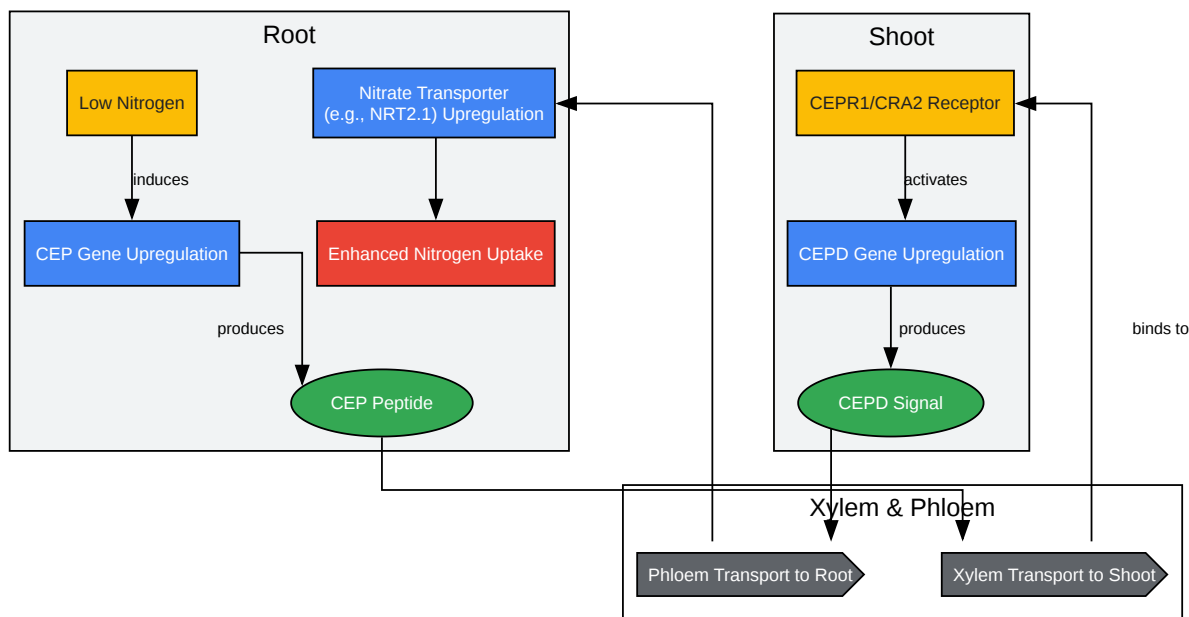 Root
Low Nitrogen
Nitrate Transporter
(e.g., NRT2.1) Upregulation
induces
CEP Gene Upregulation
Enhanced Nitrogen Uptake
produces
CEP Peptide
Shoot
CEPR1/CRA2 Receptor
activates
CEPD Gene Upregulation
produces
CEPD Signal
binds to
Xylem & Phloem
Phloem Transport to Root
Xylem Transport to Shoot